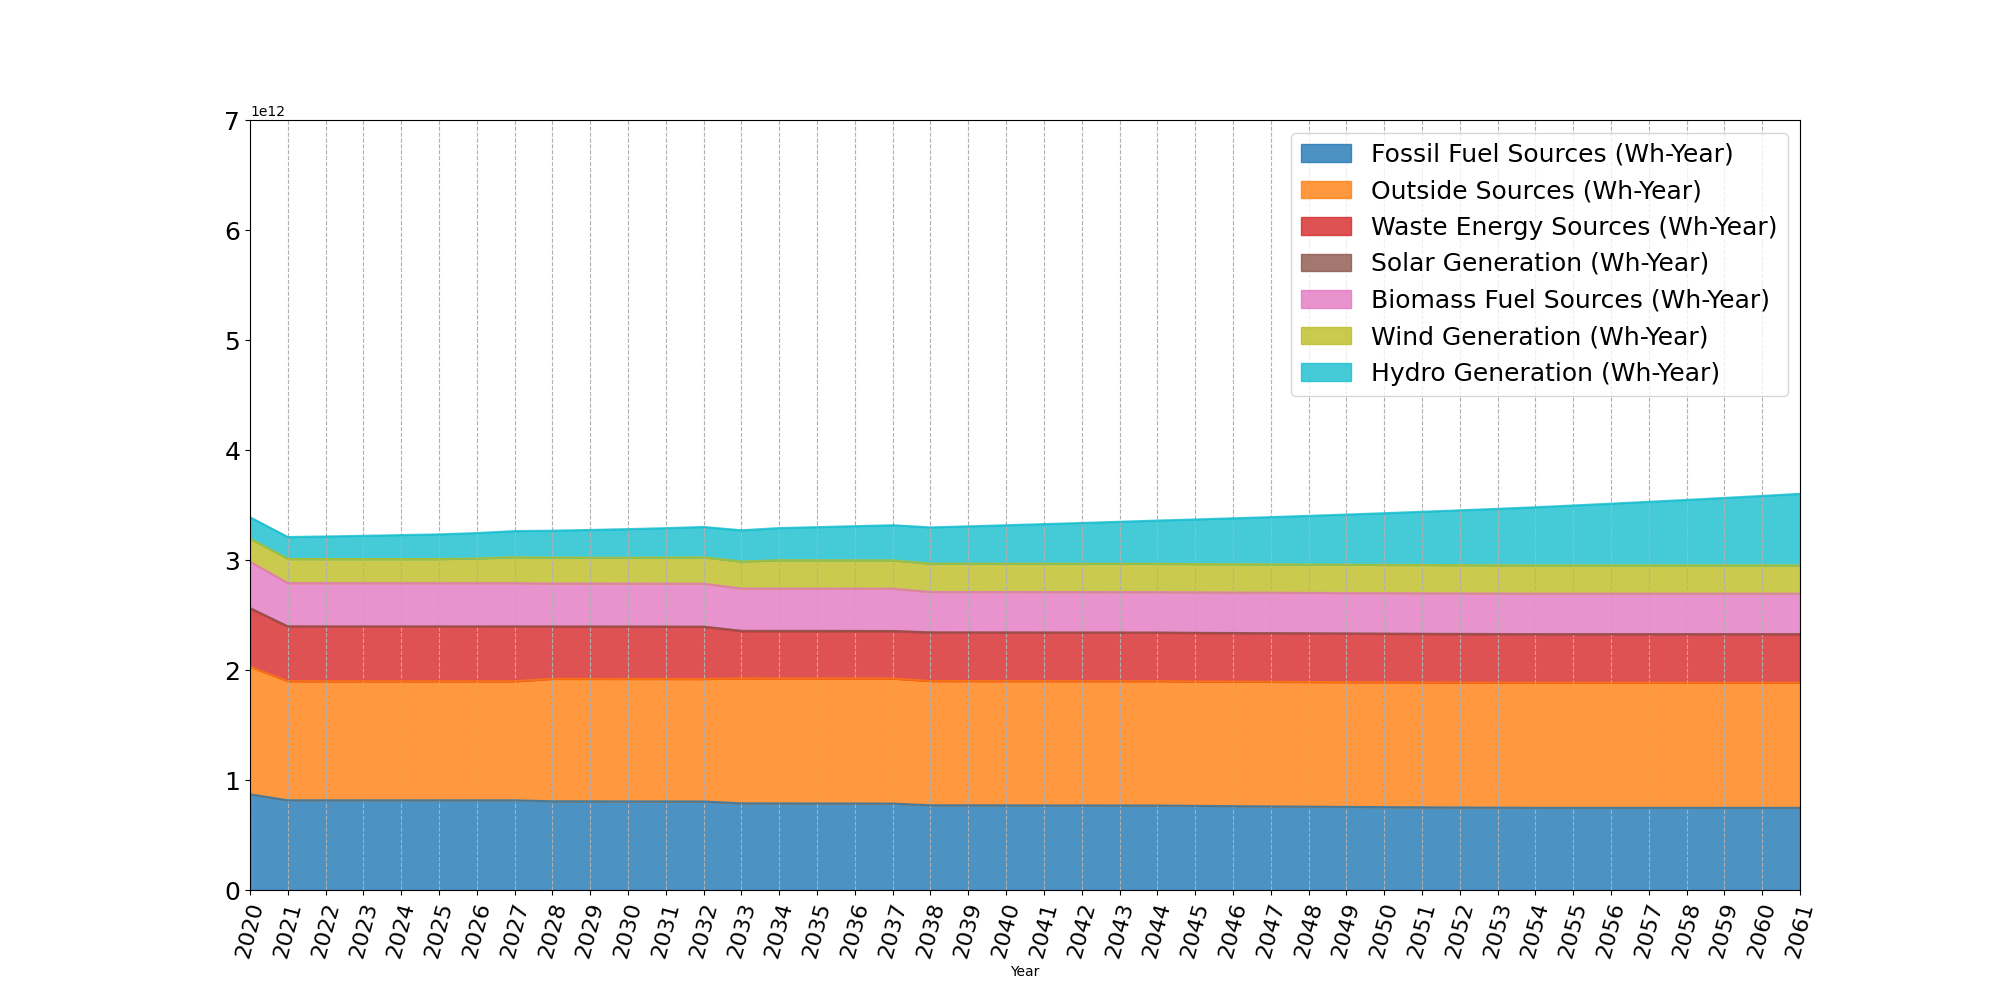 1e12
7
6
5
4
3
2
1
0
Fossil Fuel Sources (Wh-Year)
Outside Sources (Wh-Year)
Waste Energy Sources (Wh-Year)
Solar Generation (Wh-Year)
Biomass Fuel Sources (Wh-Year)
Wind Generation (Wh-Year)
Hydro Generation (Wh-Year)
2020 2021 2022 2023 2024 2025 2026 2027 2028 2029 2030 2031 2032 2033 2034 2035 2036 2037 2038 2039 2040 2041 2042 2043 2044 2045 2046 2047 2048 2049 2050 2051 2052 2053 2054 2055 2056 2057 2058 2059 2060 2061
Year